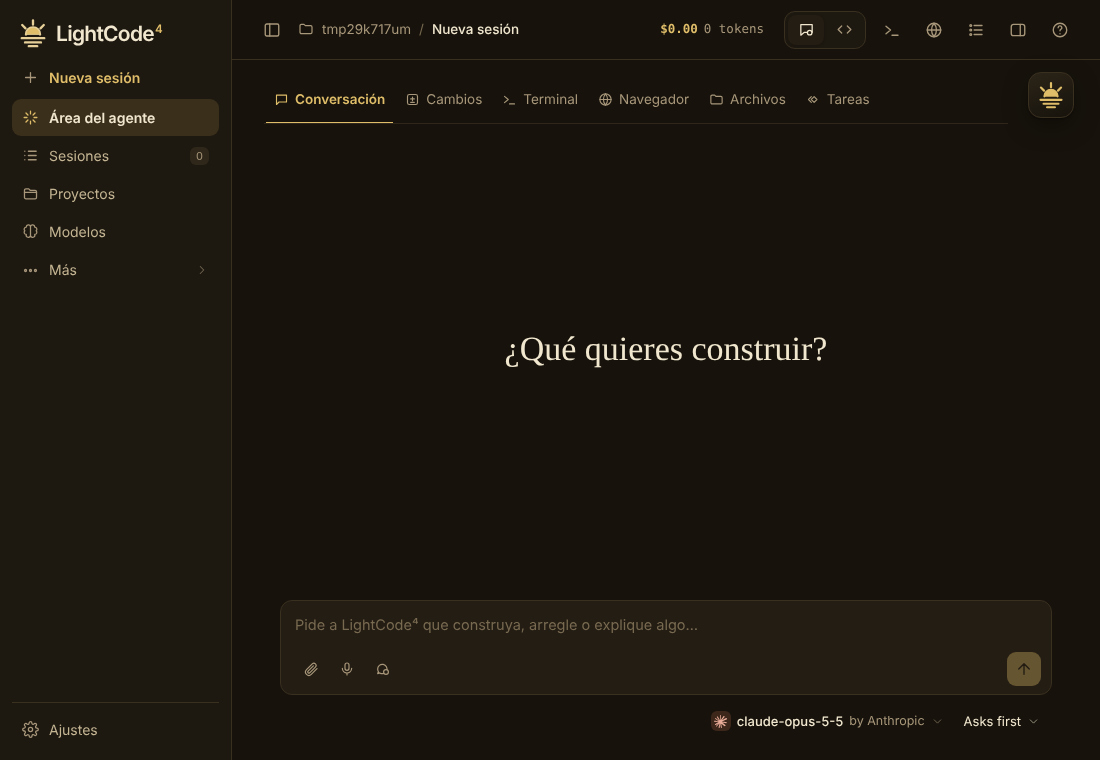 LightCode⁴
Nueva sesión
Área del agente
Sesiones 0
Proyectos
Modelos
Más
Ajustes
tmp29k717um / Nueva sesión
$0.00 0 tokens
Conversación Cambios Terminal Navegador Archivos Tareas
¿Qué quieres construir?
Pide a LightCode⁴ que construya, arregle o explique algo...
claude-opus-5-5 by Anthropic Asks first